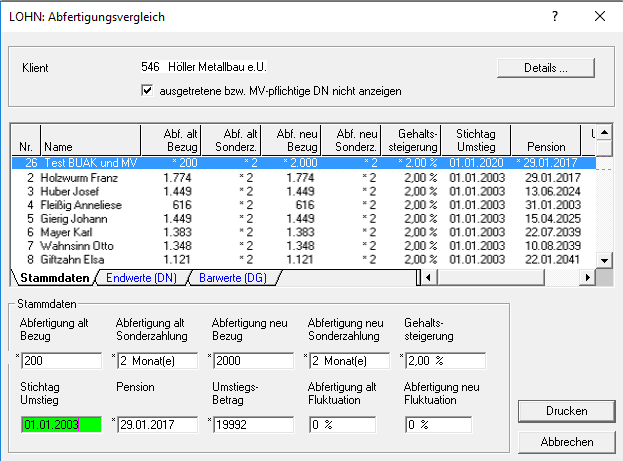 LOHN: Abfertigungsvergleich ?
Klient 546 Höller Metallbau e.U. Details ...
ausgetretene bzw. MV-pflichtige DN nicht anzeigen
Abf. alt Abf. alt Abf. neu Abf. neu Gehalts- Stichtag
Nr. Name Bezug Sonderz. Bezug Sonderz. steigerung Umstieg Pension
26 Test BUAK und MV * 200 * 2 * 2.000 * 2 * 2,00 % 01.01.2020 * 29.01.2017
2 Holzwurm Franz 1.774 * 2 1.774 * 2 2,00 % 01.01.2003 29.01.2017
3 Huber Josef 1.449 * 2 1.449 * 2 2,00 % 01.01.2003 13.06.2024
4 Fleißig Anneliese 616 * 2 616 * 2 2,00 % 01.01.2003 31.01.2003
5 Gierig Johann 1.449 * 2 1.449 * 2 2,00 % 01.01.2003 15.04.2025
6 Mayer Karl 1.383 * 2 1.383 * 2 2,00 % 01.01.2003 22.07.2039
7 Wahnsinn Otto 1.348 * 2 1.348 * 2 2,00 % 01.01.2003 10.08.2039
8 Giftzahn Elsa 1.121 * 2 1.121 * 2 2,00 % 01.01.2003 22.01.2041
Stammdaten Endwerte (DN) Barwerte (DG)
Stammdaten
Abfertigung alt Abfertigung alt Abfertigung neu Abfertigung neu Gehalts-
Bezug Sonderzahlung Bezug Sonderzahlung steigerung
* 200 * 2 Monat(e) * 2000 * 2 Monat(e) * 2,00 %
Stichtag Pension Umstiegs- Abfertigung alt Abfertigung neu
Umstieg Betrag Fluktuation Fluktuation
01.01.2003 * 29.01.2017 * 19992 0 % 0 %
Drucken
Abbrechen